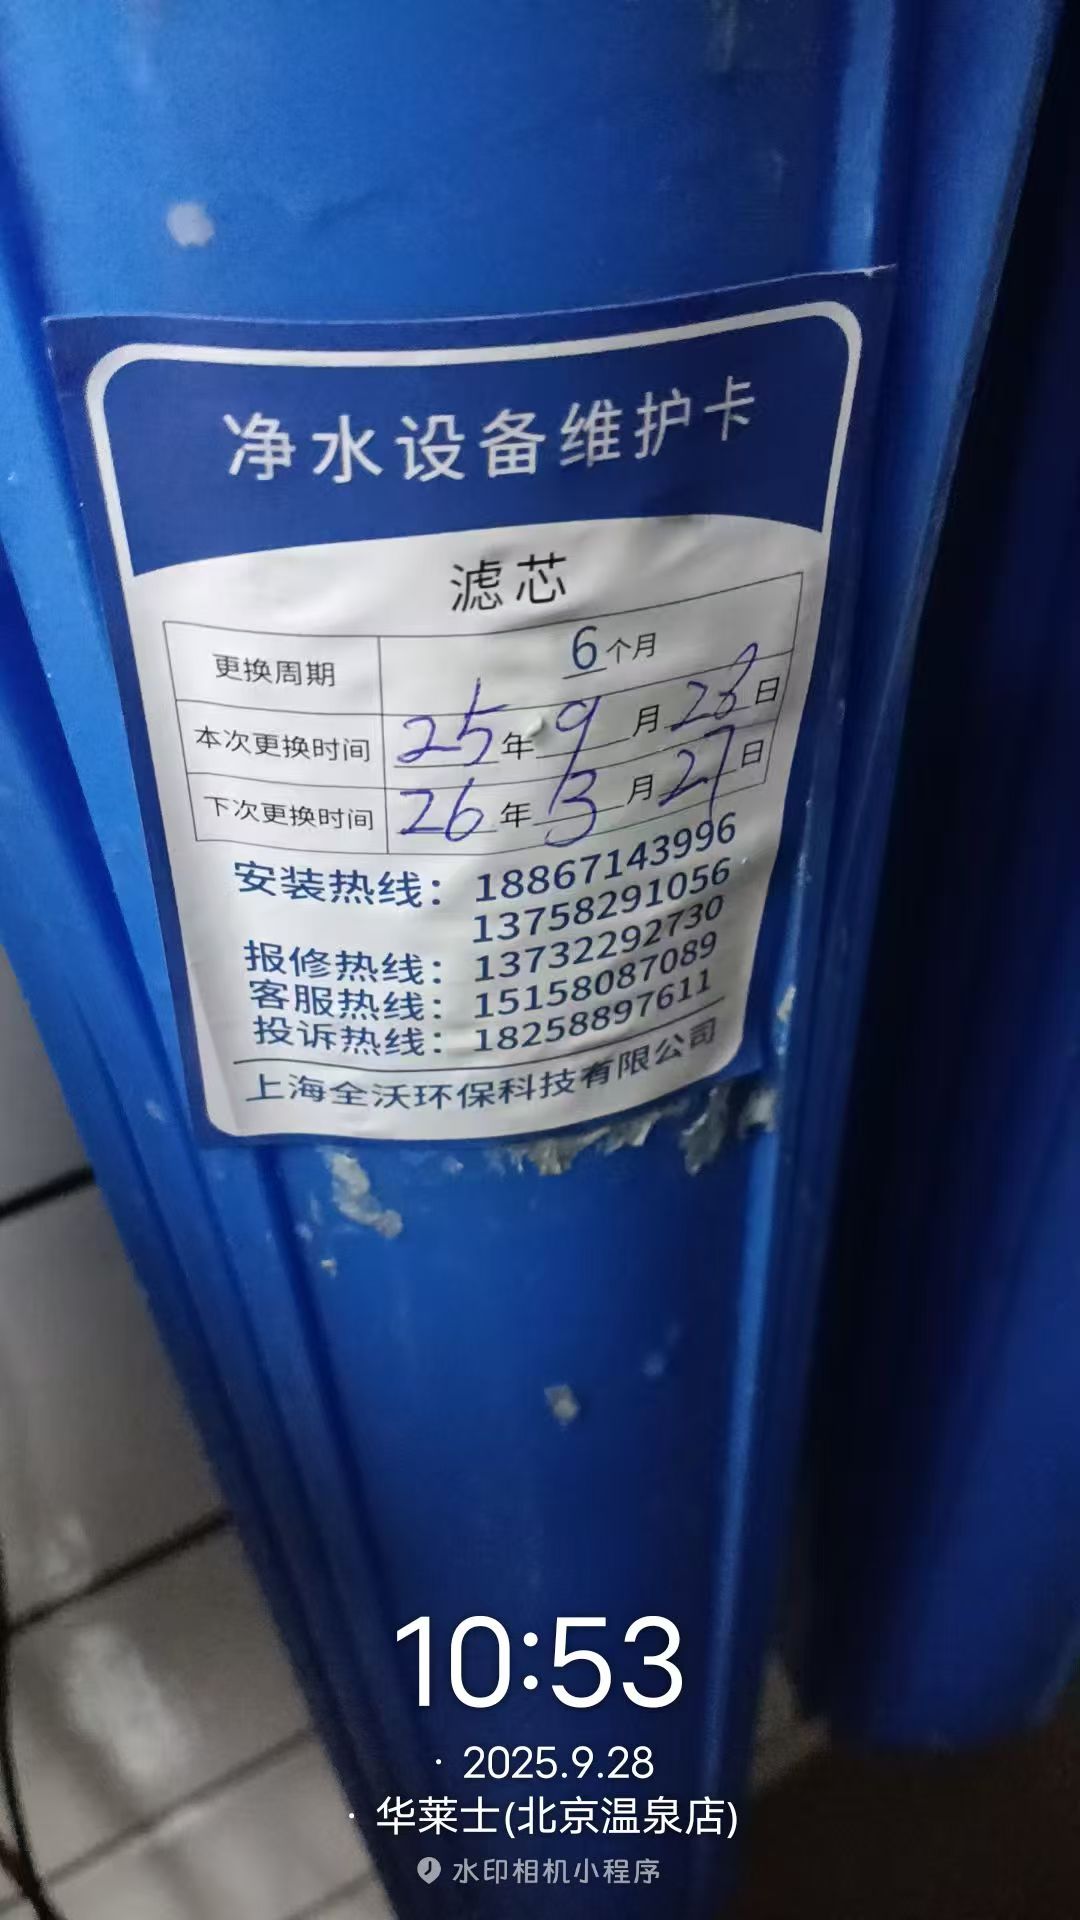 净水设备维护卡
滤芯
更换周期 6个月
本次更换时间 25年9月28日
下次更换时间 26年3月27日
安装热线：18867143996
13758291056
报修热线：13732292730
客服热线：15158087089
投诉热线：18258897611
上海全沃环保科技有限公司
10:53
· 2025.9.28
· 华莱士(北京温泉店)
水印相机小程序